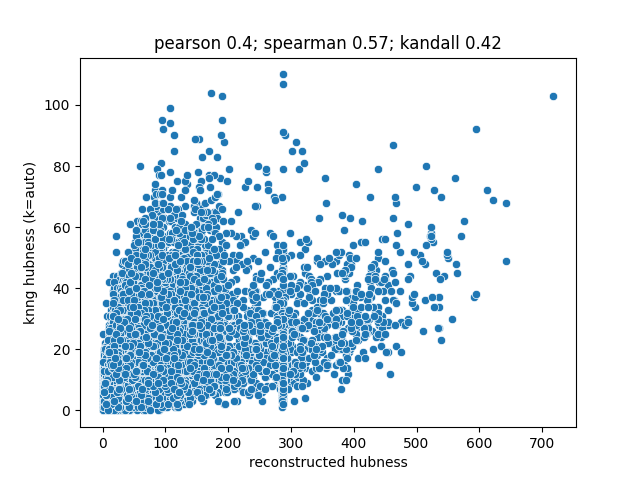 pearson 0.4; spearman 0.57; kendall 0.42
knng hubness (k=auto)
100
80
60
40
20
0
0 100 200 300 400 500 600 700
reconstructed hubness